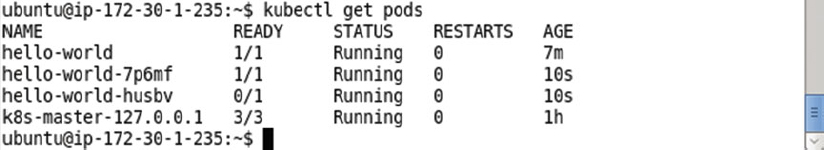 ubuntu@ip-172-30-1-235:~$ kubectl get pods
NAME READY STATUS RESTARTS AGE
hello-world 1/1 Running 0 7m
hello-world-7p6mf 1/1 Running 0 10s
hello-world-husbv 0/1 Running 0 10s
k8s-master-127.0.0.1 3/3 Running 0 1h
ubuntu@ip-172-30-1-235:~$